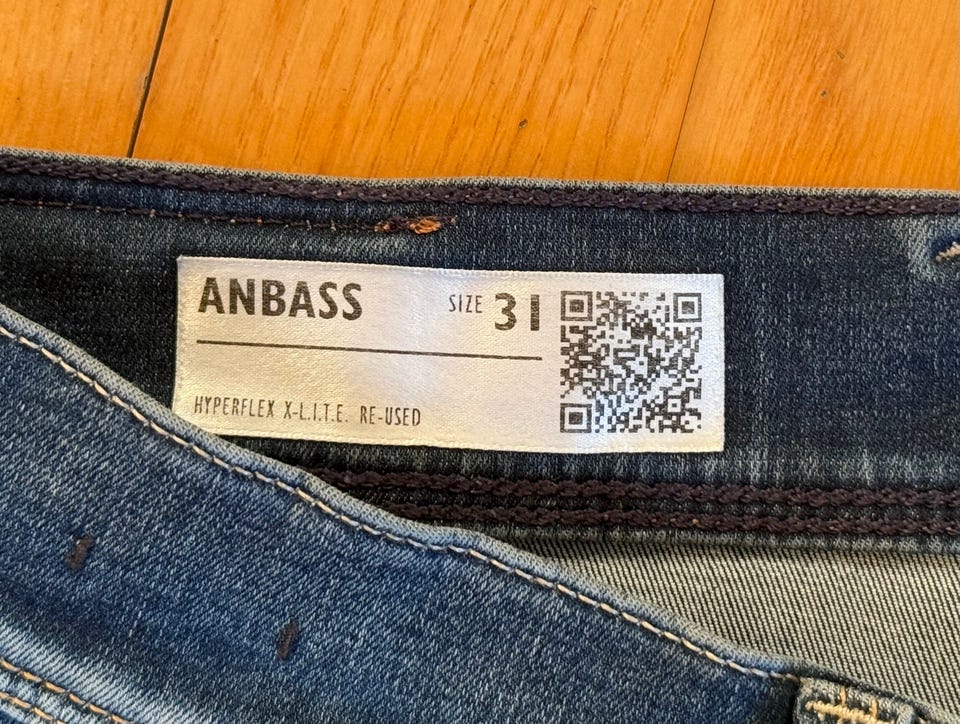 ANBASS SIZE 31
HYPERFLEX X-L.I.T.E. RE-USED